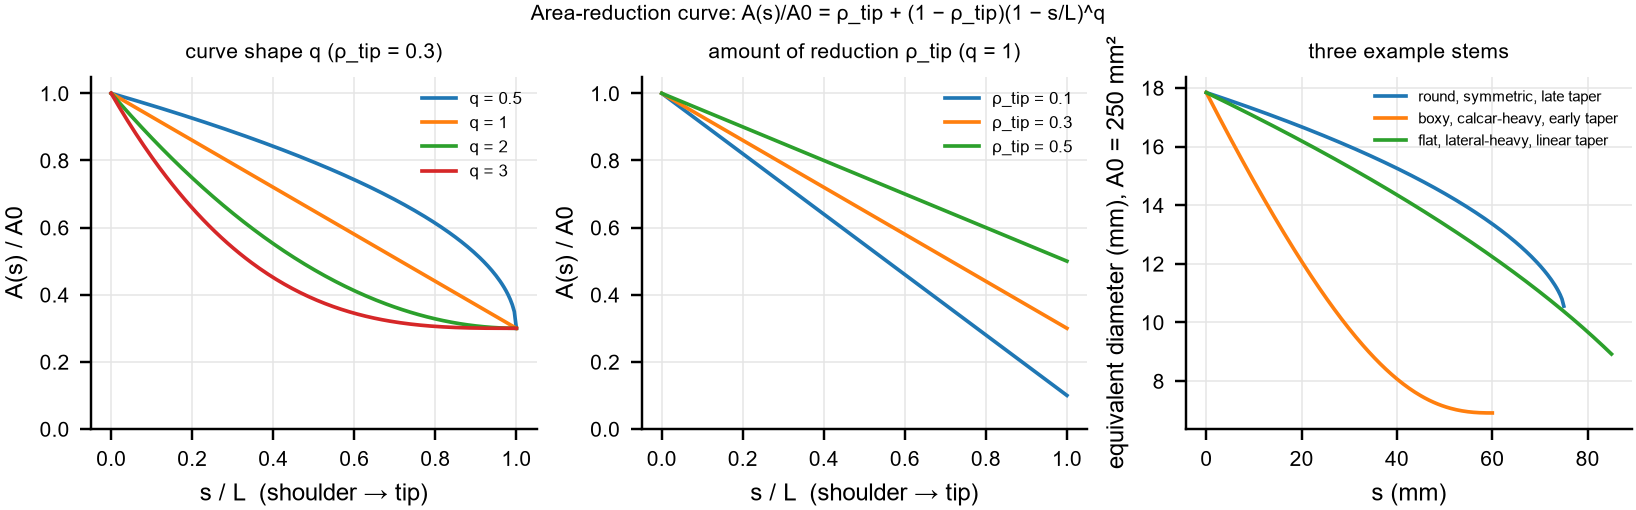 Area-reduction curve: A(s)/A0 = ρ_tip + (1 − ρ_tip)(1 − s/L)^q
curve shape q (ρ_tip = 0.3)
A(s) / A0
1.0
0.8
0.6
0.4
0.2
0.0
q = 0.5
q = 1
q = 2
q = 3
0.0 0.2 0.4 0.6 0.8 1.0
s / L (shoulder → tip)
amount of reduction ρ_tip (q = 1)
A(s) / A0
1.0
0.8
0.6
0.4
0.2
0.0
ρ_tip = 0.1
ρ_tip = 0.3
ρ_tip = 0.5
0.0 0.2 0.4 0.6 0.8 1.0
s / L (shoulder → tip)
three example stems
equivalent diameter (mm), A0 = 250 mm²
18
16
14
12
10
8
round, symmetric, late taper
boxy, calcar-heavy, early taper
flat, lateral-heavy, linear taper
0 20 40 60 80
s (mm)